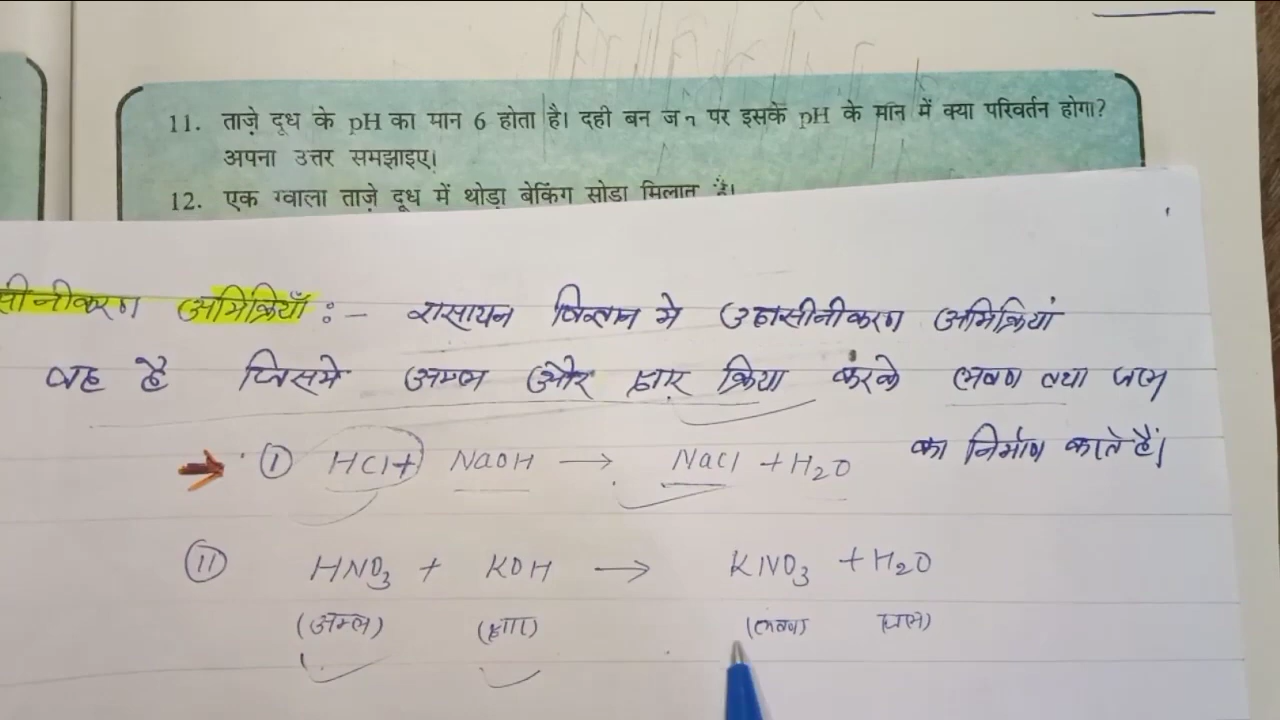 11. ताज़े दूध के pH का मान 6 होता है। दही बन ज पर इसके pH के मान में क्या परिवर्तन होगा?
अपना उत्तर समझाइए।
12. एक ग्वाला ताज़े दूध में थोड़ा बेकिंग सोडा मिलात है।
सीनीकरण अभिक्रियाँ :- रासायन विज्ञान मे उदासीनीकरण अभिक्रियां
वह है जिसमे अम्ल और क्षार क्रिया करके लवण तथा जल
का निर्माण करते हैं।
→ ① HCl + NaOH → NaCl + H₂O
(11) HNO₃ + KOH → KNO₃ + H₂O
(अम्ल) (क्षार) (लवण) (जल)